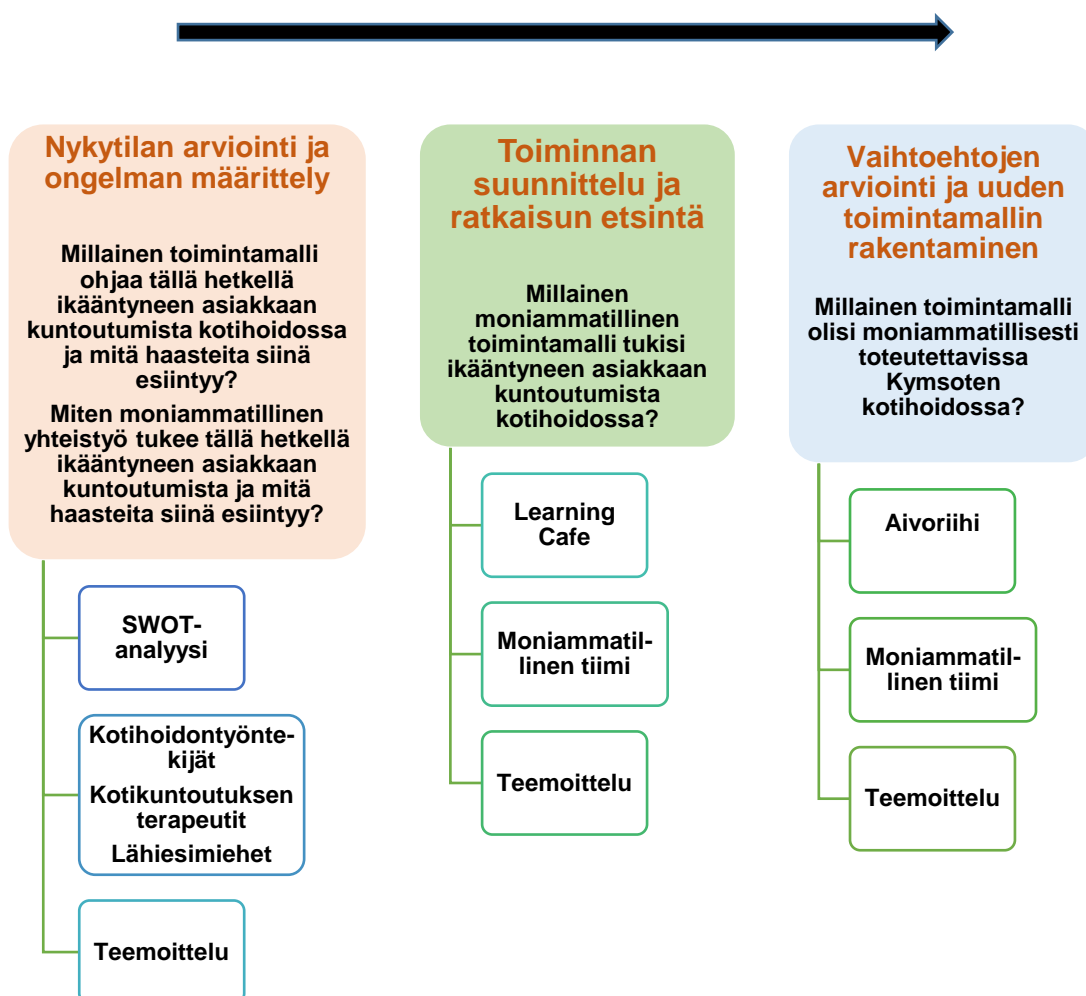 Nykytilan arviointi ja
ongelman määrittely
Millainen toimintamalli
ohjaa tällä hetkellä
ikääntyneen asiakkaan
kuntoutumista kotihoidossa
ja mitä haasteita siinä
esiintyy?
Miten moniammatillinen
yhteistyö tukee tällä hetkellä
ikääntyneen asiakkaan
kuntoutumista ja mitä
haasteita siinä esiintyy?
SWOT-
analyysi
Kotihoidontyönte-
kijät
Kotikuntoutuksen
terapeutit
Lähiesimiehet
Teemoittelu
Toiminnan
suunnittelu ja
ratkaisun etsintä
Millainen
moniammatillinen
toimintamalli tukisi
ikääntyneen asiakkaan
kuntoutumista
kotihoidossa?
Learning
Cafe
Moniammatil-
linen tiimi
Teemoittelu
Vaihtoehtojen
arviointi ja uuden
toimintamallin
rakentaminen
Millainen toimintamalli
olisi moniammatillisesti
toteutettavissa
Kymsoten
kotihoidossa?
Aivoriihi
Moniammatil-
linen tiimi
Teemoittelu